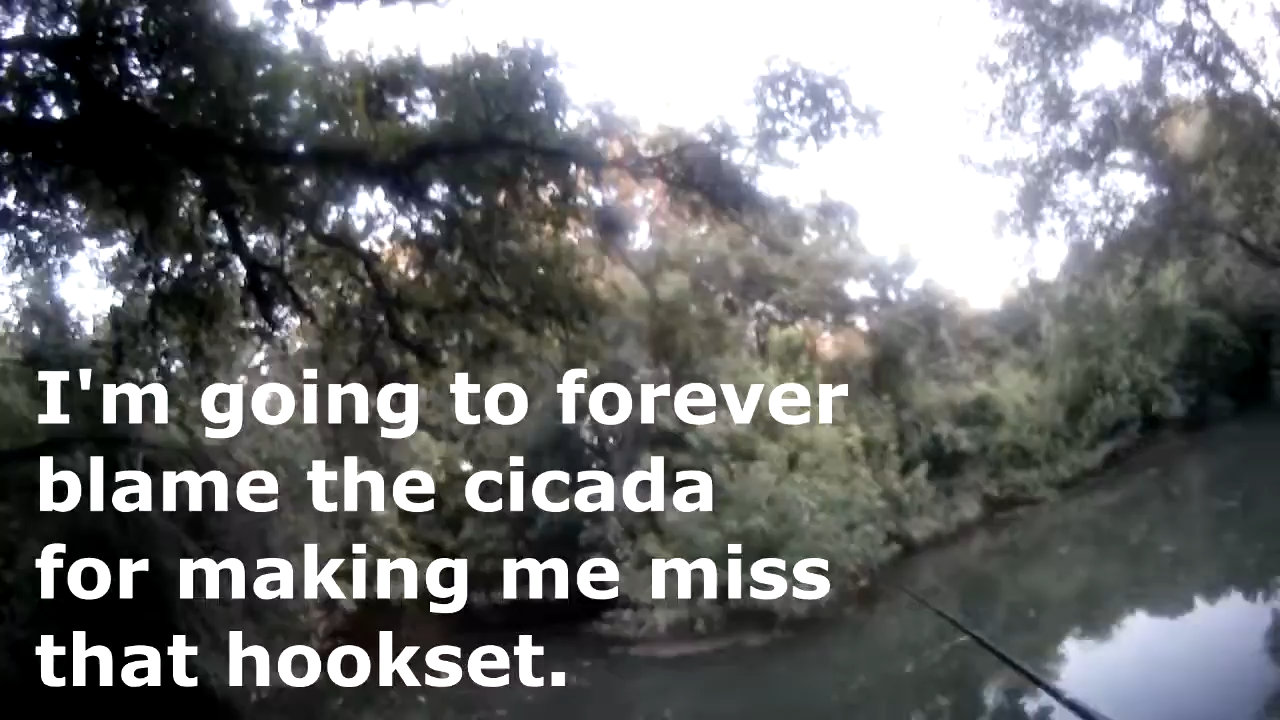 I'm going to forever
blame the cicada
for making me miss
that hookset.